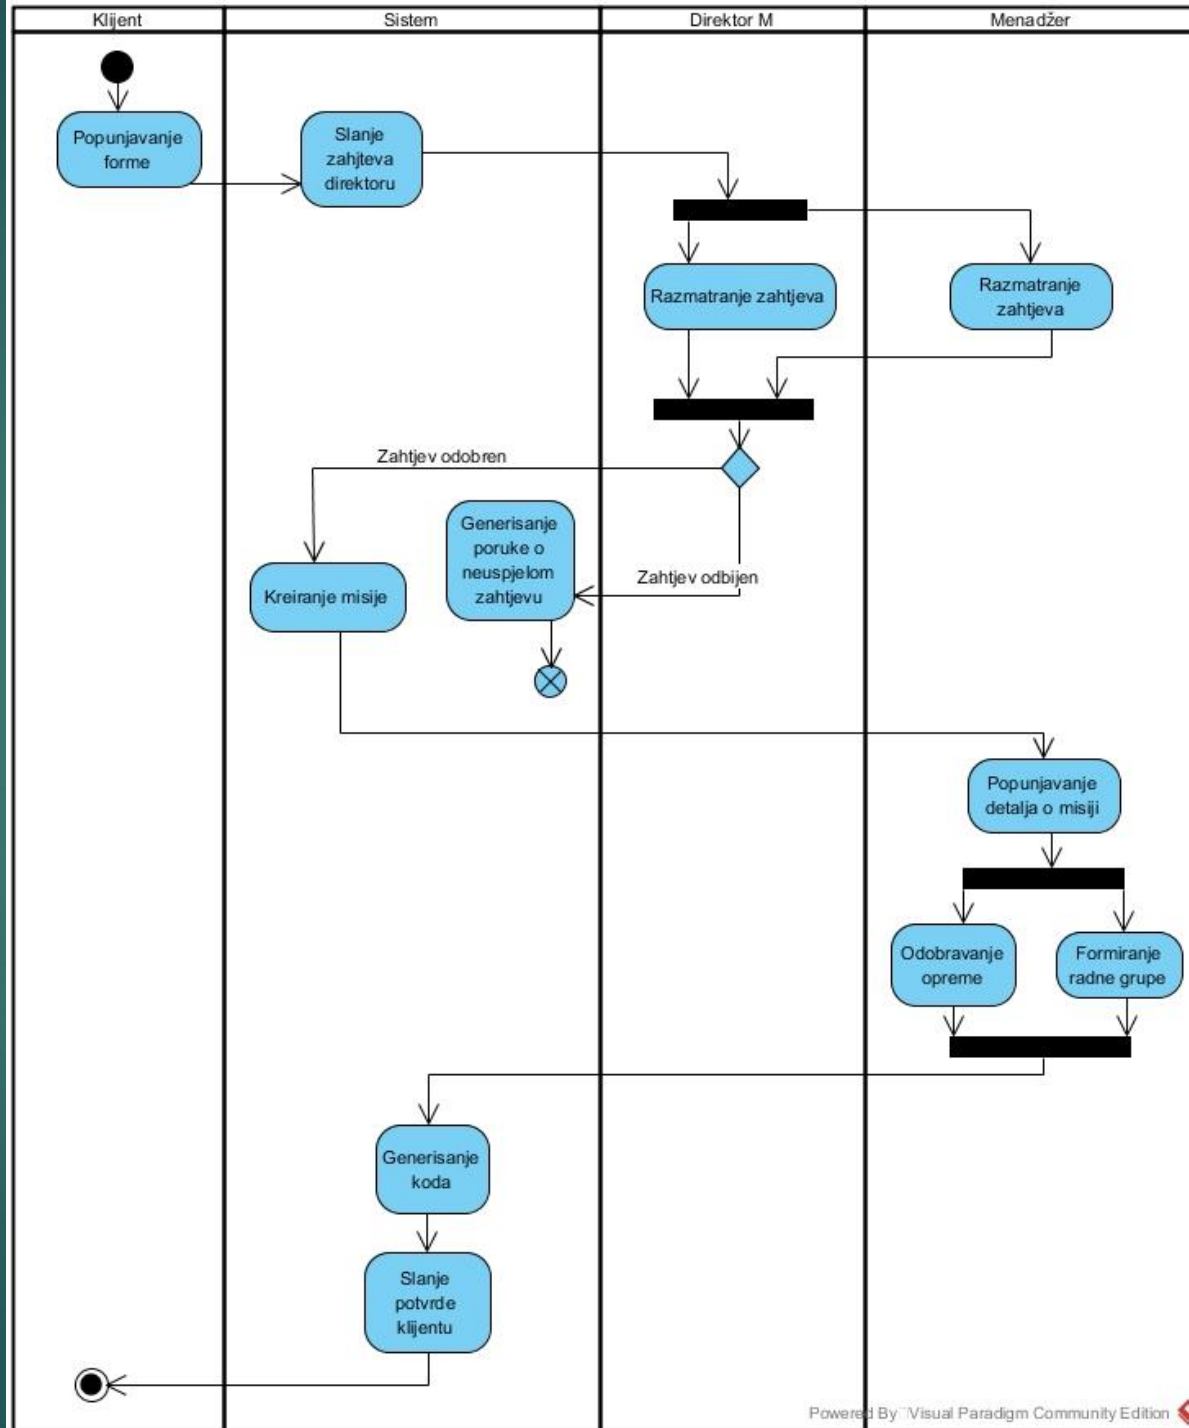 Klijent
Sistem
Direktor M
Menadžer
Popunjavanje
forme
Slanje
zahjteva
direktoru
Razmatranje zahtjeva
Razmatranje
zahtjeva
Zahtjev odobren
Generisanje
poruke o
neuspjelom
zahtjevu
Zahtjev odbijen
Kreiranje misije
Popunjavanje
detalja o misiji
Odobravanje
opreme
Formiranje
radne grupe
Generisanje
koda
Slanje
potvrde
klijentu
Powered By Visual Paradigm Community Edition